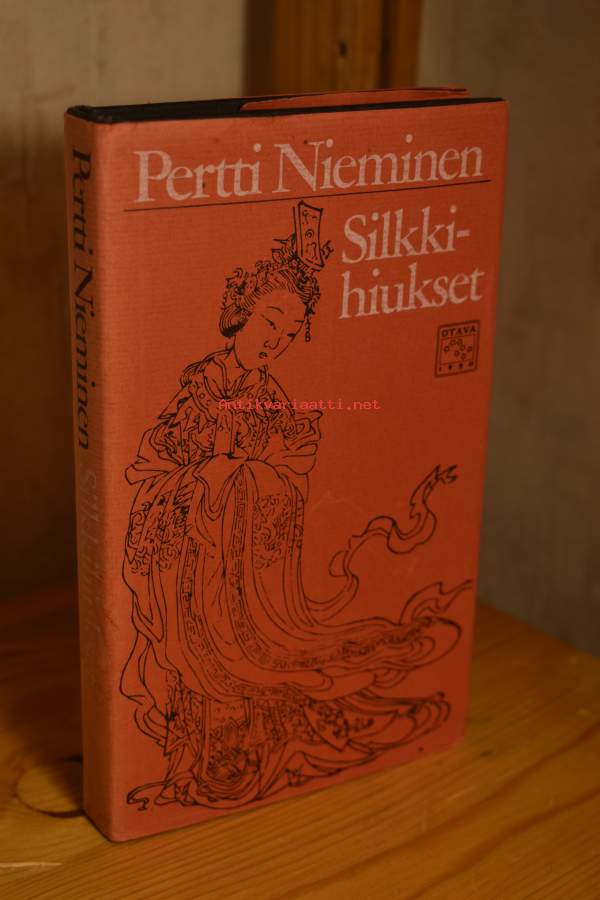 Pertti Nieminen
Silkki-
hiukset
OTAVA
Antikvariaatti.net
Pertti Nieminen